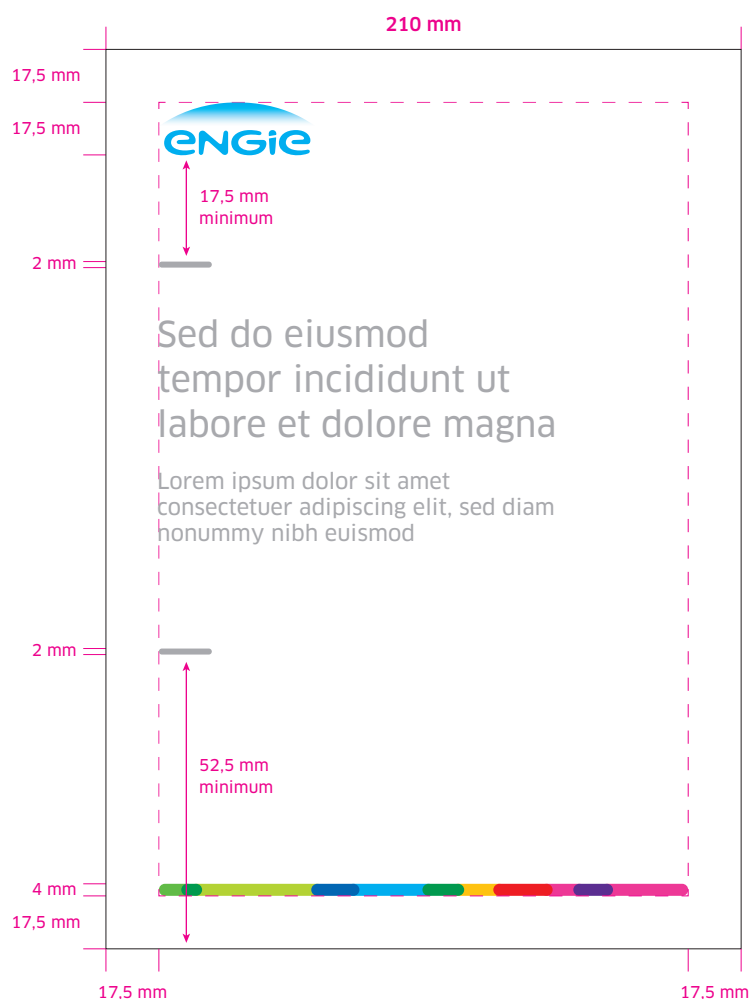 210 mm
17,5 mm
17,5 mm
ENGIE
17,5 mm
minimum
2 mm
Sed do eiusmod
tempor incididunt ut
labore et dolore magna
Lorem ipsum dolor sit amet
consectetuer adipiscing elit, sed diam
nonummy nibh euismod
2 mm
52,5 mm
minimum
4 mm
17,5 mm
17,5 mm
17,5 mm